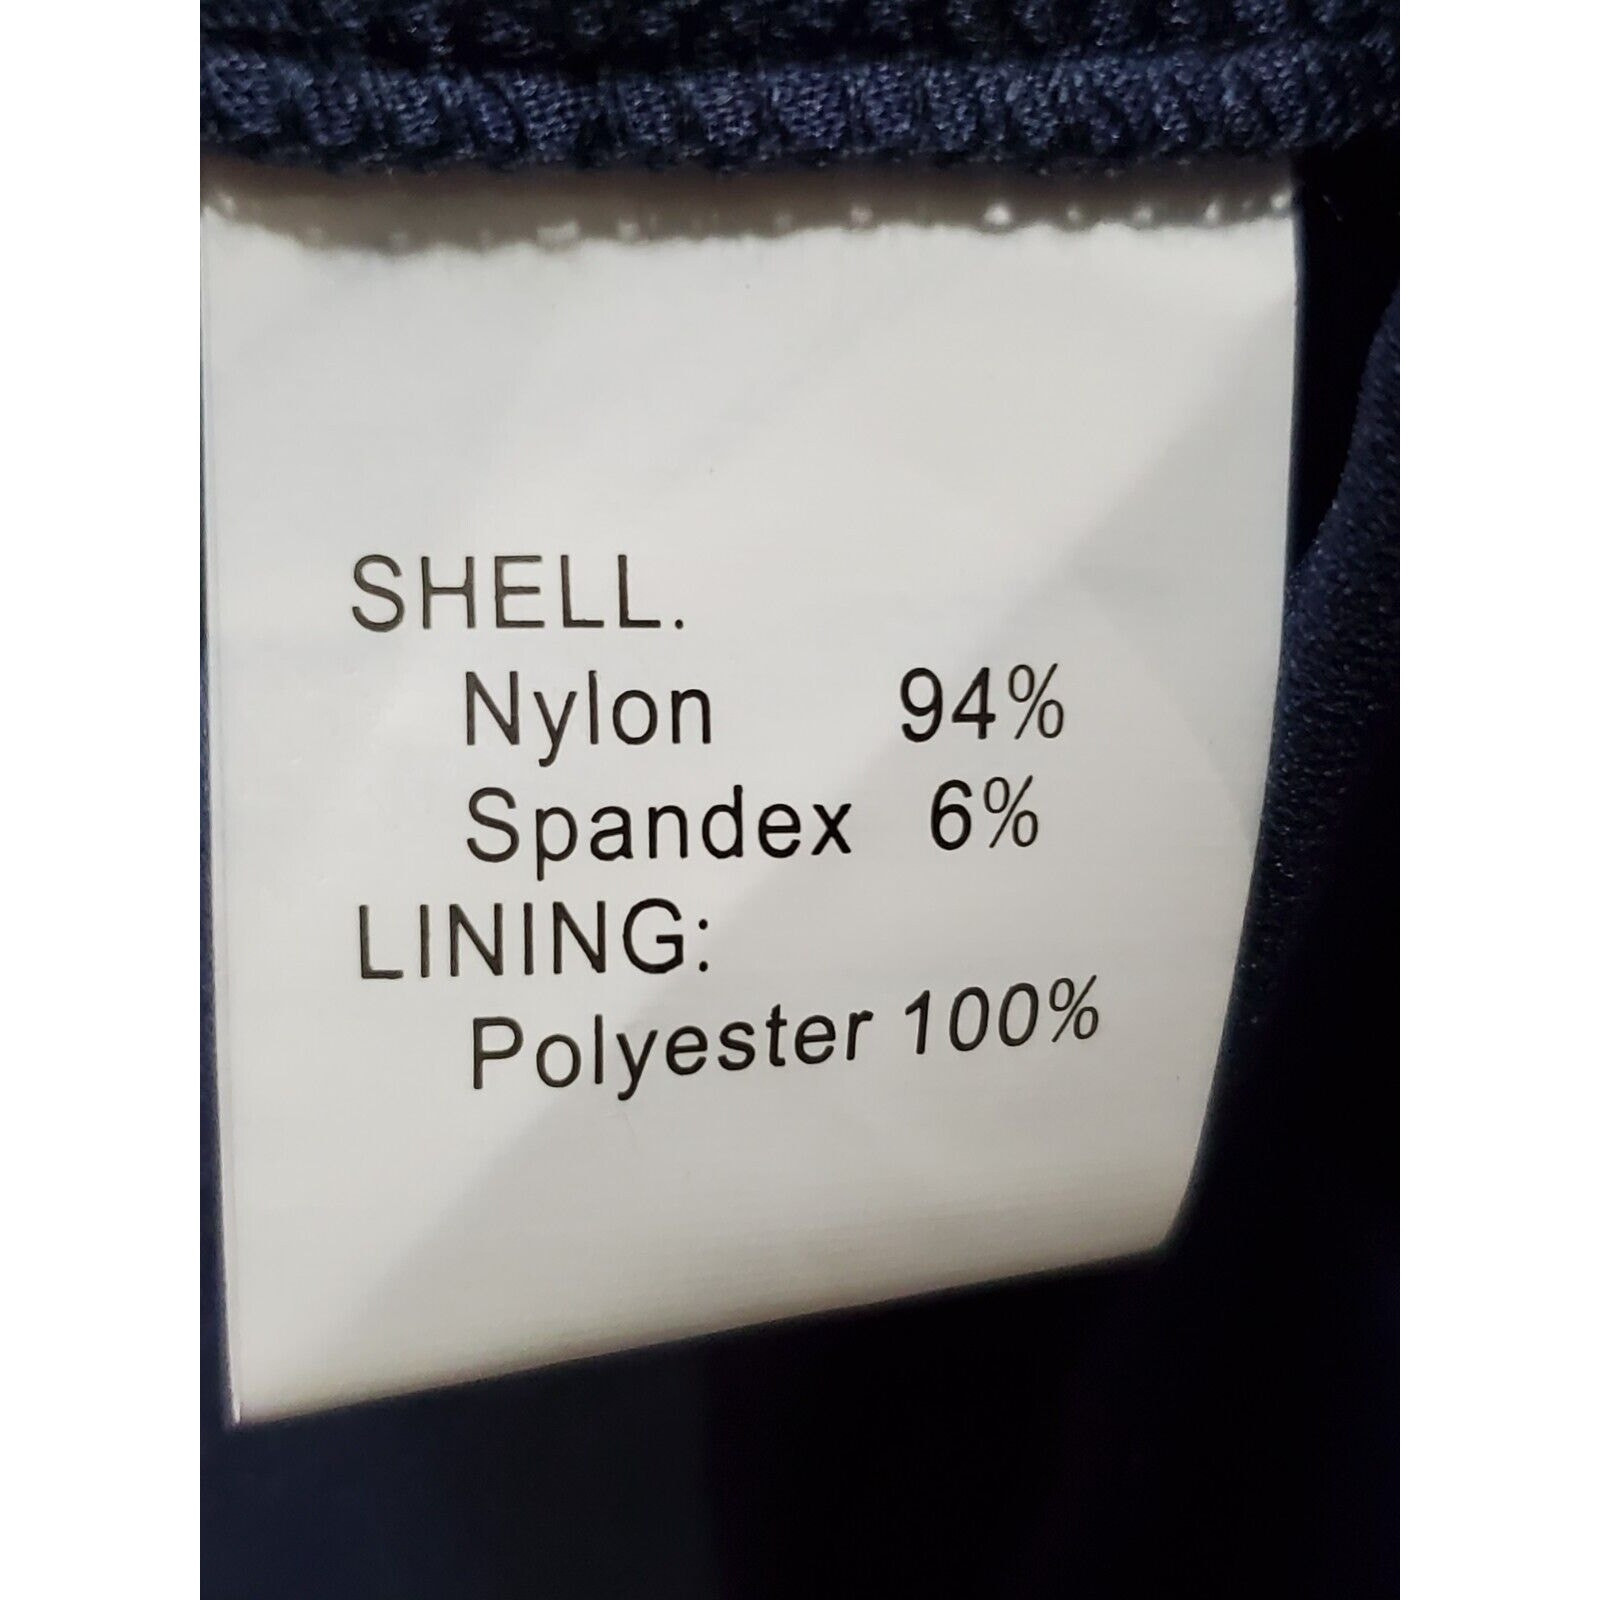 SHELL.
Nylon 94%
Spandex 6%
LINING:
Polyester 100%